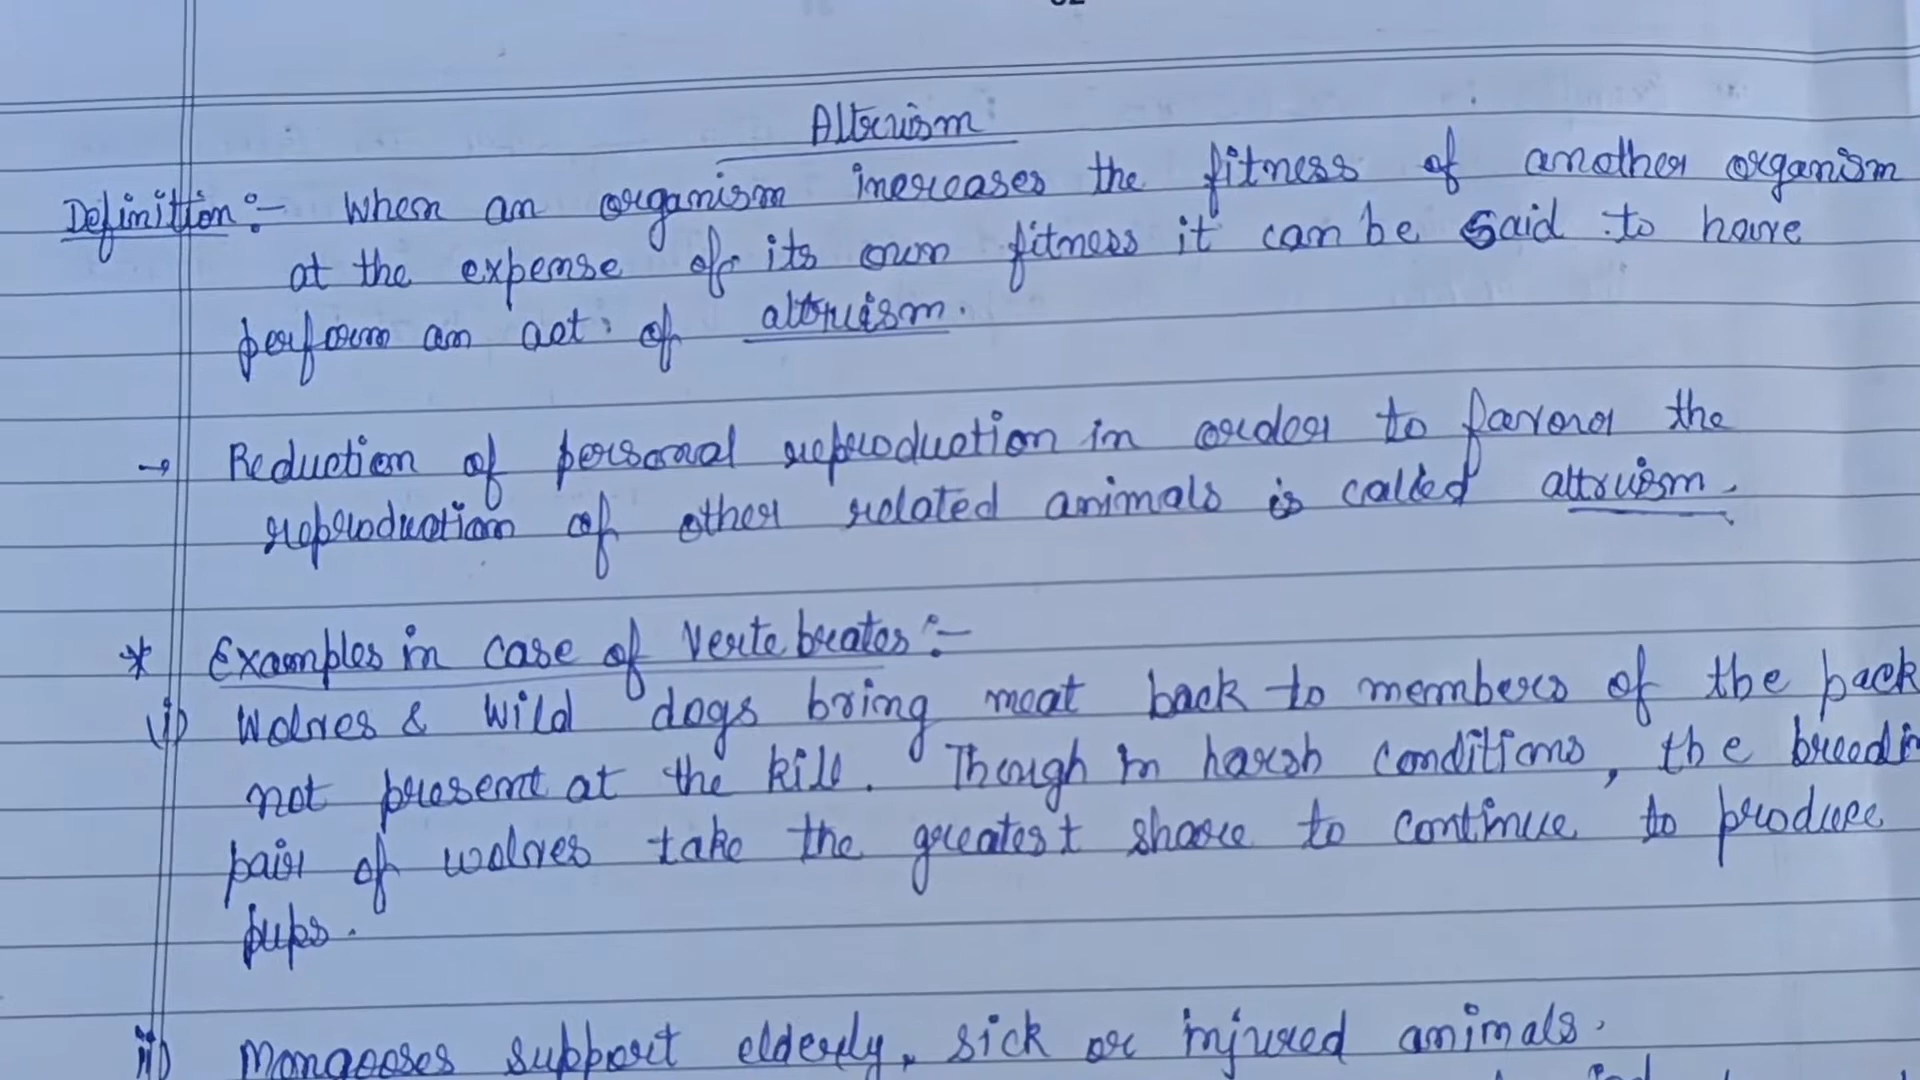 Altruism
Definition:- When an organism increases the fitness of another organism
at the expense of its own fitness it can be said to have
perform an act of altruism.
→ Reduction of personal reproduction in order to favour the
reproduction of other related animals is called altruism.
* Examples in case of Vertebrates:-
i) Wolves & wild dogs bring meat back to members of the pack
not present at the kill. Though in harsh conditions, the breedin
pair of wolves take the greatest share to continue to produce
pups.
ii) Mongooses support elderly, sick or injured animals.